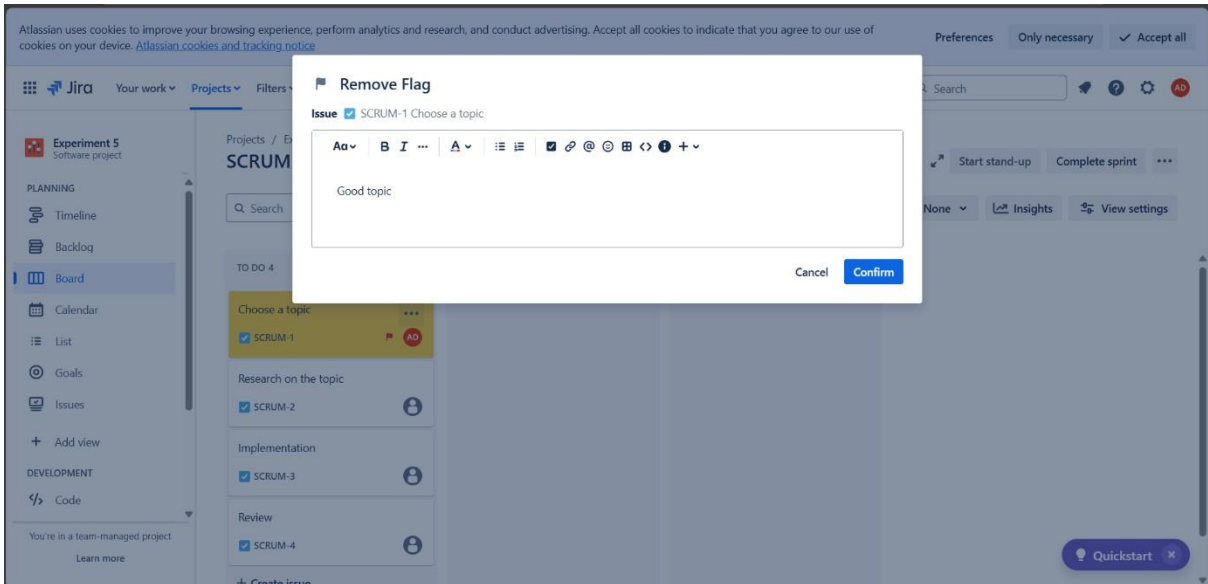 Atlassian uses cookies to improve your browsing experience, perform analytics and research, and conduct advertising. Accept all cookies to indicate that you agree to our use of
cookies on your device. Atlassian cookies and tracking notice
Preferences
Only necessary
Accept all
Jira
Your work
Projects
Filters
Search
AD
Remove Flag
Issue SCRUM-1 Choose a topic
Aa B I ... A @ <> +
Good topic
Cancel
Confirm
Experiment 5
Software project
PLANNING
Timeline
Backlog
Board
Calendar
List
Goals
Issues
+ Add view
DEVELOPMENT
</> Code
You're in a team-managed project
Learn more
Projects /
SCRUM
Search
Start stand-up
Complete sprint
None
Insights
View settings
TO DO 4
Choose a topic
SCRUM-1
AD
Research on the topic
SCRUM-2
Implementation
SCRUM-3
Review
SCRUM-4
+ Create issue
Quickstart